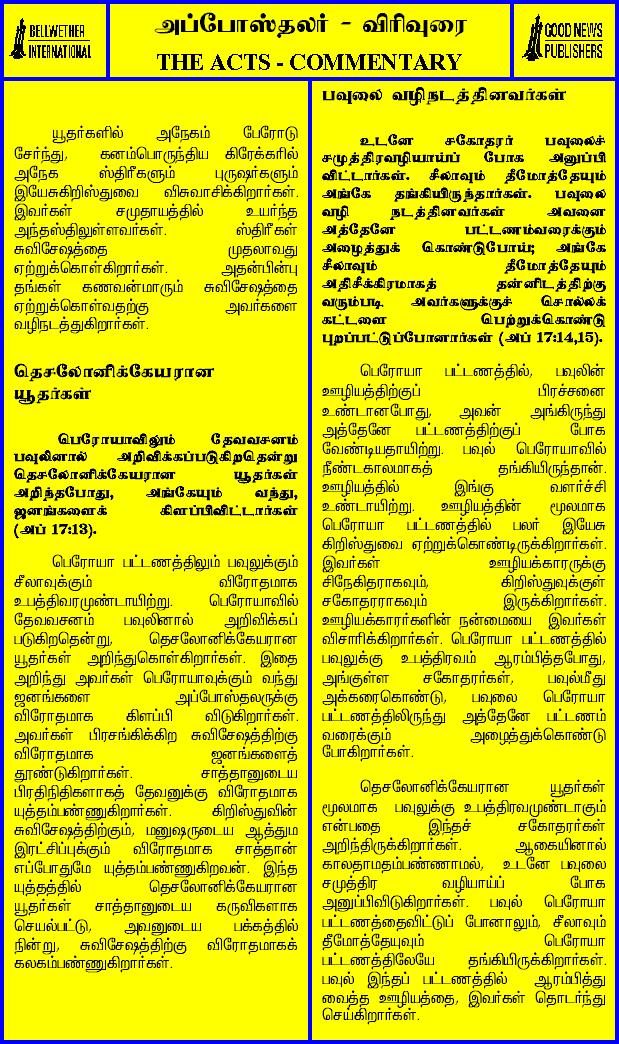 BELLWETHER
INTERNATIONAL
அப்போஸ்தலர் - விரிவுரை
THE ACTS - COMMENTARY
GOOD NEWS
PUBLISHERS
யூதர்களில் அநேகம் பேரோடு
சேர்ந்து, கனம்பொருந்திய கிரேக்கரில்
அநேக ஸ்திரீகளும் புருஷர்களும்
இயேசுகிறிஸ்துவை விசுவாசிக்கிறார்கள்.
இவர்கள் சமுதாயத்தில் உயர்ந்த
அந்தஸ்திலுள்ளவர்கள். ஸ்திரீகள்
சுவிசேஷத்தை முதலாவது
ஏற்றுக்கொள்கிறார்கள். அதன்பின்பு
தங்கள் கணவன்மாரும் சுவிசேஷத்தை
ஏற்றுக்கொள்வதற்கு அவர்களை
வழிநடத்துகிறார்கள்.
தெசலோனிக்கேயரான
யூதர்கள்
பெரோயாவிலும் தேவவசனம்
பவுலினால் அறிவிக்கப்படுகிறதென்று
தெசலோனிக்கேயரான யூதர்கள்
அறிந்தபோது, அங்கேயும் வந்து,
ஜனங்களைக் கிளப்பிவிட்டார்கள்
(அப் 17:13).
பெரோயா பட்டணத்திலும் பவுலுக்கும்
சீலாவுக்கும் விரோதமாக
உபத்திவரமுண்டாயிற்று. பெரோயாவில்
தேவவசனம் பவுலினால் அறிவிக்கப்
படுகிறதென்று, தெசலோனிக்கேயரான
யூதர்கள் அறிந்துகொள்கிறார்கள். இதை
அறிந்து அவர்கள் பெரோயாவுக்கும் வந்து
ஜனங்களை அப்போஸ்தலருக்கு
விரோதமாக கிளப்பி விடுகிறார்கள்.
அவர்கள் பிரசங்கிக்கிற சுவிசேஷத்திற்கு
விரோதமாக ஜனங்களைத்
தூண்டுகிறார்கள். சாத்தானுடைய
பிரதிநிதிகளாகத் தேவனுக்கு விரோதமாக
யுத்தம்பண்ணுகிறார்கள். கிறிஸ்துவின்
சுவிசேஷத்திற்கும், மனுஷருடைய ஆத்தும
இரட்சிப்புக்கும் விரோதமாக சாத்தான்
எப்போதுமே யுத்தம்பண்ணுகிறவன். இந்த
யுத்தத்தில் தெசலோனிக்கேயரான
யூதர்கள் சாத்தானுடைய கருவிகளாக
செயல்பட்டு, அவனுடைய பக்கத்தில்
நின்று, சுவிசேஷத்திற்கு விரோதமாகக்
கலகம்பண்ணுகிறார்கள்.
பவுலை வழிநடத்தினவர்கள்
உடனே சகோதரர் பவுலைச்
சமுத்திரவழியாய்ப் போக அனுப்பி
விட்டார்கள். சீலாவும் தீமோத்தேயும்
அங்கே தங்கியிருந்தார்கள். பவுலை
வழி நடத்தினவர்கள் அவனை
அத்தேனே பட்டணம்வரைக்கும்
அழைத்துக் கொண்டுபோய்; அங்கே
சீலாவும் தீமோத்தேயும்
அதிசீக்கிரமாகத் தன்னிடத்திற்கு
வரும்படி அவர்களுக்குச் சொல்லக்
கட்டளை பெற்றுக்கொண்டு
புறப்பட்டுப்போனார்கள் (அப் 17:14,15).
பெரோயா பட்டணத்தில், பவுலின்
ஊழியத்திற்குப் பிரச்சனை
உண்டானபோது, அவன் அங்கிருந்து
அத்தேனே பட்டணத்திற்குப் போக
வேண்டியதாயிற்று. பவுல் பெரோயாவில்
நீண்டகாலமாகத் தங்கியிருந்தான்.
ஊழியத்தில் இங்கு வளர்ச்சி
உண்டாயிற்று. ஊழியத்தின் மூலமாக
பெரோயா பட்டணத்தில் பலர் இயேசு
கிறிஸ்துவை ஏற்றுக்கொண்டிருக்கிறார்கள்.
இவர்கள் ஊழியக்காரருக்கு
சிநேகிதராகவும், கிறிஸ்துவுக்குள்
சகோதரராகவும் இருக்கிறார்கள்.
ஊழியக்காரர்களின் நன்மையை இவர்கள்
விசாரிக்கிறார்கள். பெரோயா பட்டணத்தில்
பவுலுக்கு உபத்திரவம் ஆரம்பித்தபோது,
அங்குள்ள சகோதரர்கள், பவுல்மீது
அக்கரைகொண்டு, பவுலை பெரோயா
பட்டணத்திலிருந்து அத்தேனே பட்டணம்
வரைக்கும் அழைத்துக்கொண்டு
போகிறார்கள்.
தெசலோனிக்கேயரான யூதர்கள்
மூலமாக பவுலுக்கு உபத்திரவமுண்டாகும்
என்பதை இந்தச் சகோதரர்கள்
அறிந்திருக்கிறார்கள். ஆகையினால்
காலதாமதம்பண்ணாமல், உடனே பவுலை
சமுத்திர வழியாய்ப் போக
அனுப்பிவிடுகிறார்கள். பவுல் பெரோயா
பட்டணத்தைவிட்டுப் போனாலும், சீலாவும்
தீமோத்தேயுவும் பெரோயா
பட்டணத்திலேயே தங்கியிருக்கிறார்கள்.
பவுல் இந்தப் பட்டணத்தில் ஆரம்பித்து
வைத்த ஊழியத்தை, இவர்கள் தொடர்ந்து
செய்கிறார்கள்.